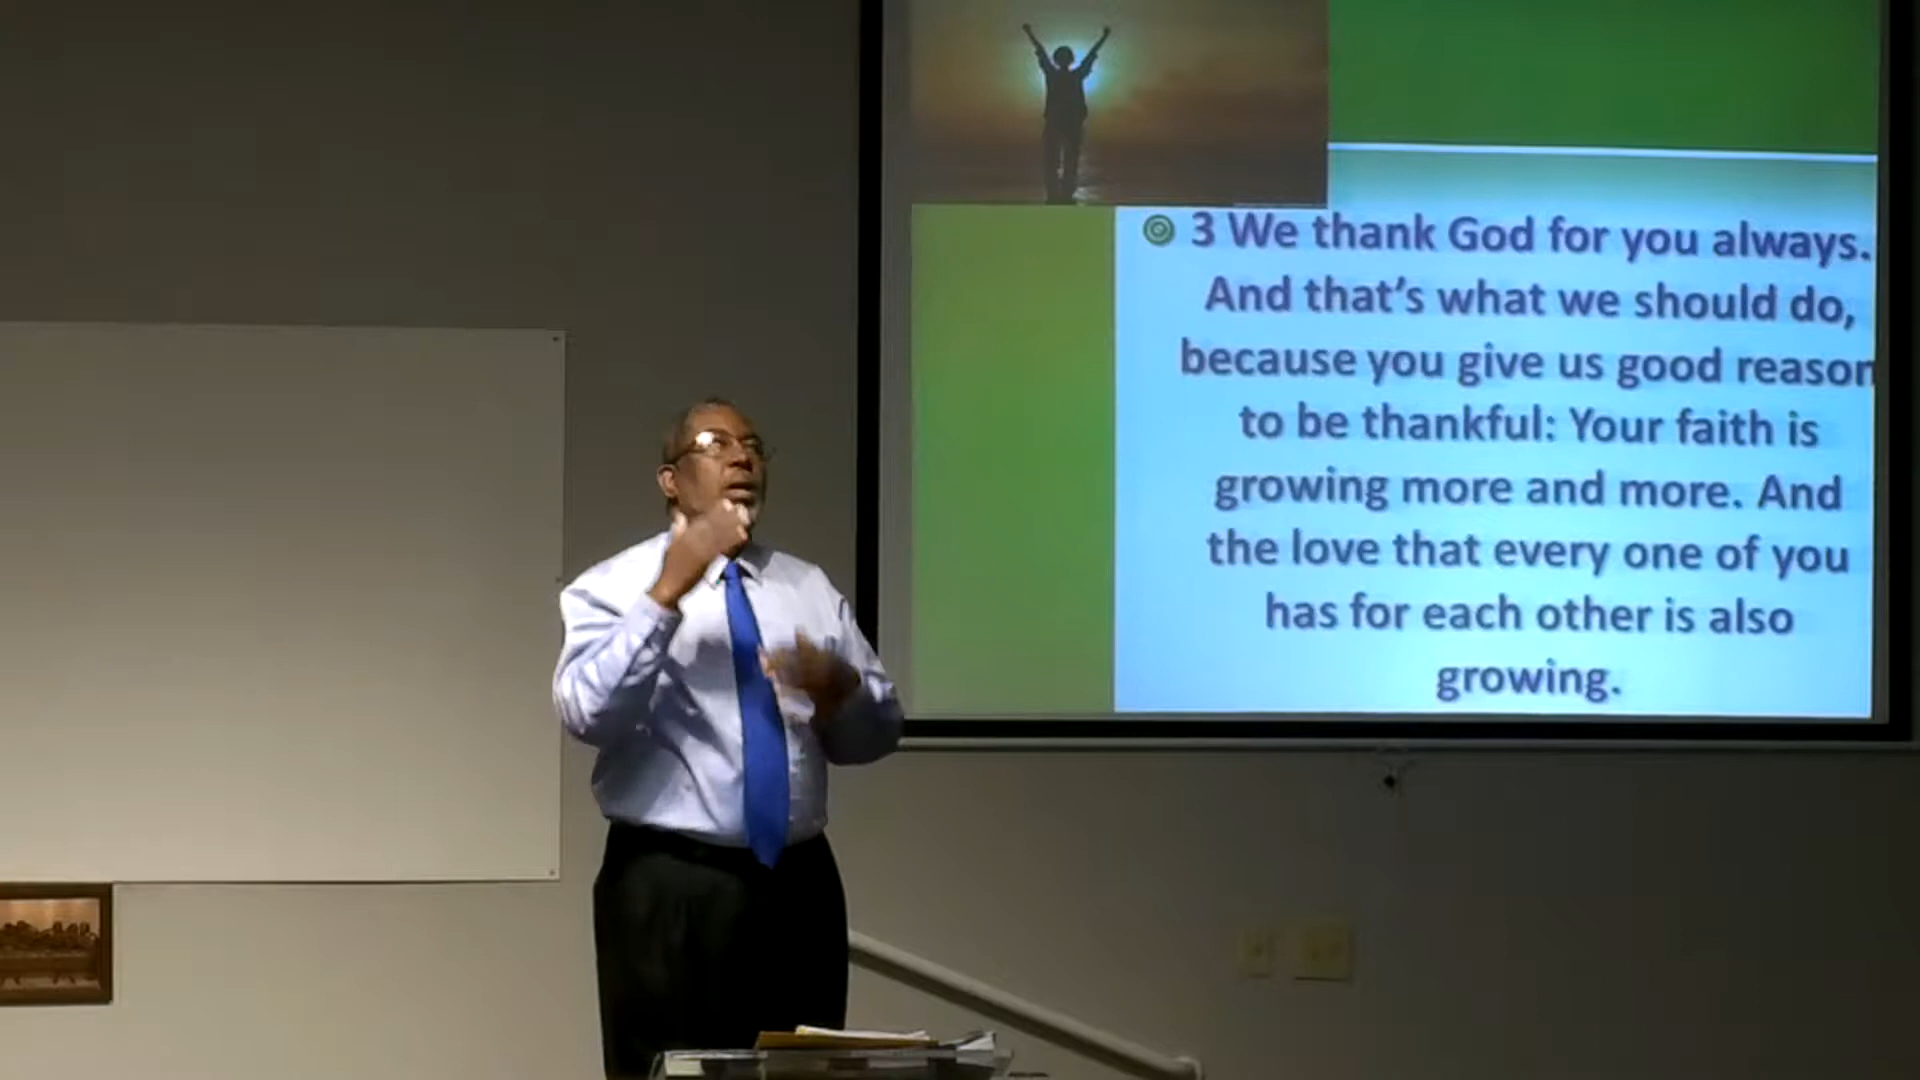 3 We thank God for you always.
And that's what we should do,
because you give us good reason
to be thankful: Your faith is
growing more and more. And
the love that every one of you
has for each other is also
growing.